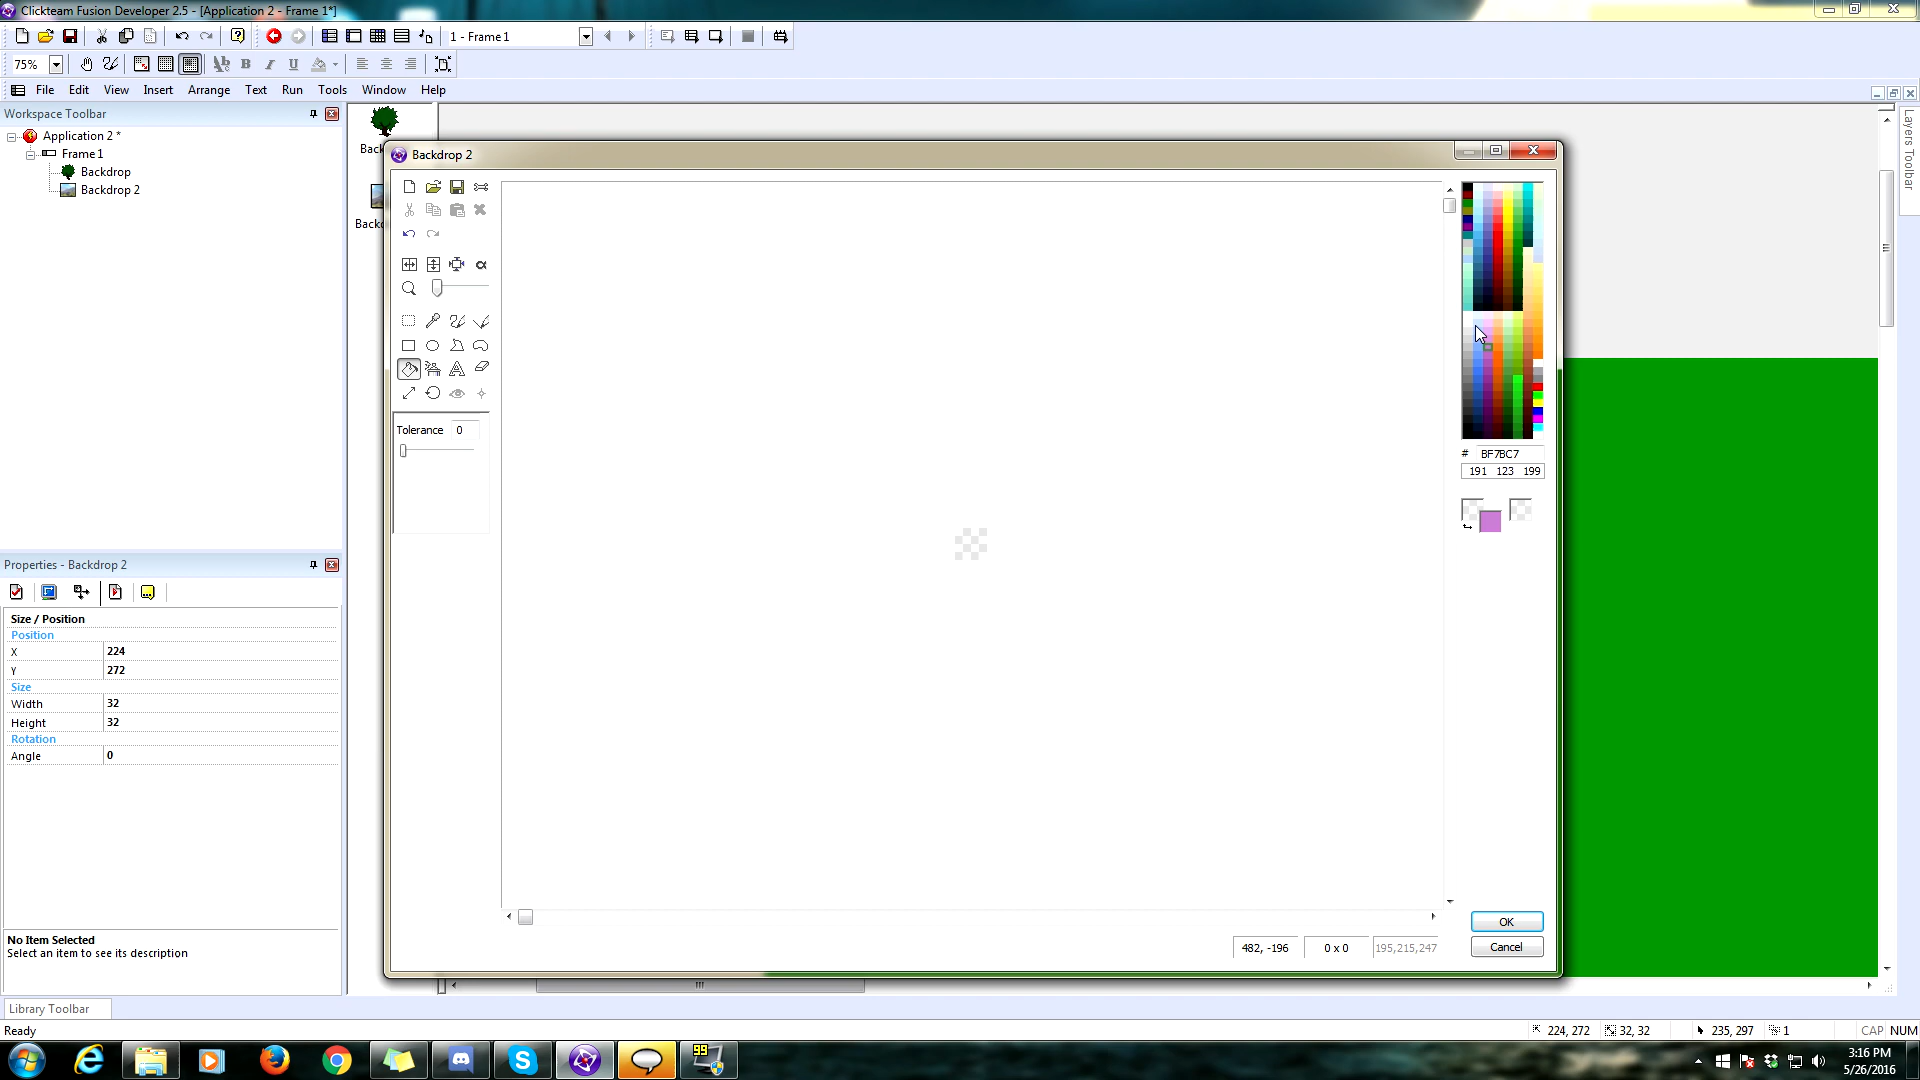 Clickteam Fusion Developer 2.5 - [Application 2 - Frame 1*]
1 - Frame 1
75%
File Edit View Insert Arrange Text Run Tools Window Help
Workspace Toolbar
Application 2 *
Frame 1
Backdrop
Backdrop 2
Back
Backd
Backdrop 2
Layers Toolbar
Tolerance 0
# BF7BC7
191 123 199
Properties - Backdrop 2
Size / Position
Position
X 224
Y 272
Size
Width 32
Height 32
Rotation
Angle 0
No Item Selected
Select an item to see its description
OK
Cancel
482, -196 0 x 0 195,215,247
Library Toolbar
Ready 224, 272 32, 32 235, 297 1 CAP NUM
99
3:16 PM
5/26/2016